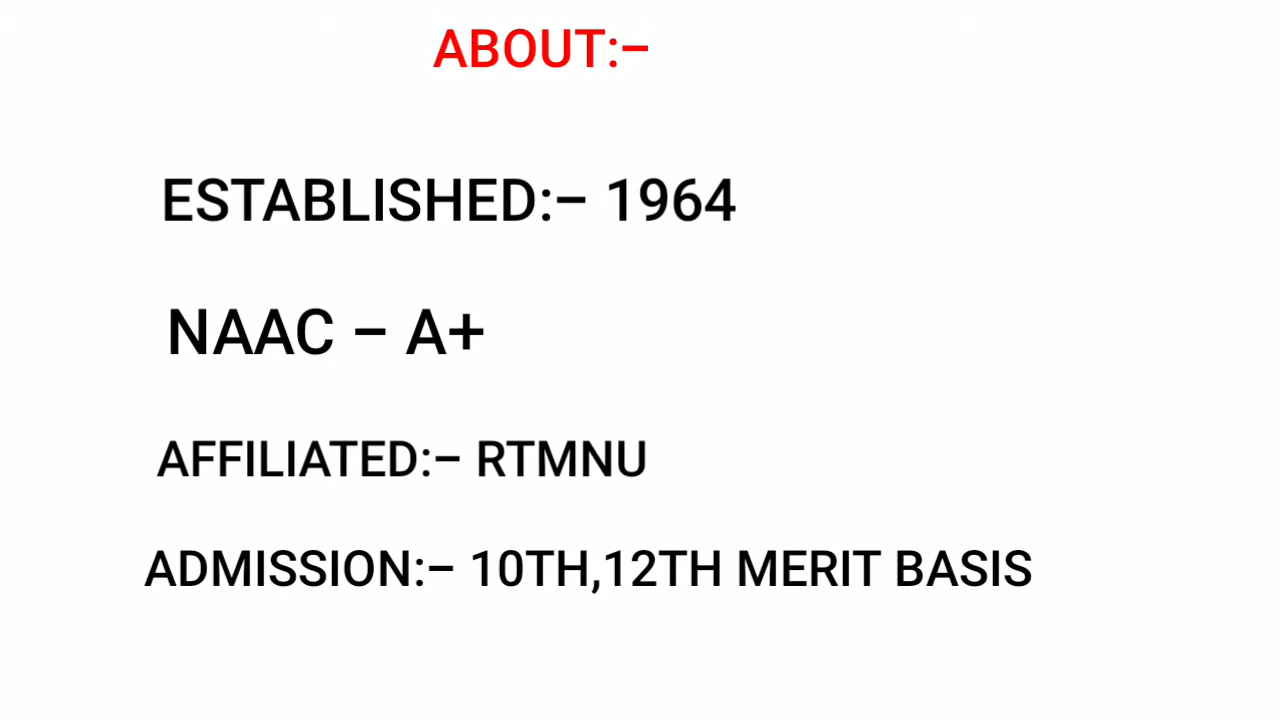 ABOUT:–
ESTABLISHED:– 1964
NAAC – A+
AFFILIATED:– RTMNU
ADMISSION:– 10TH,12TH MERIT BASIS